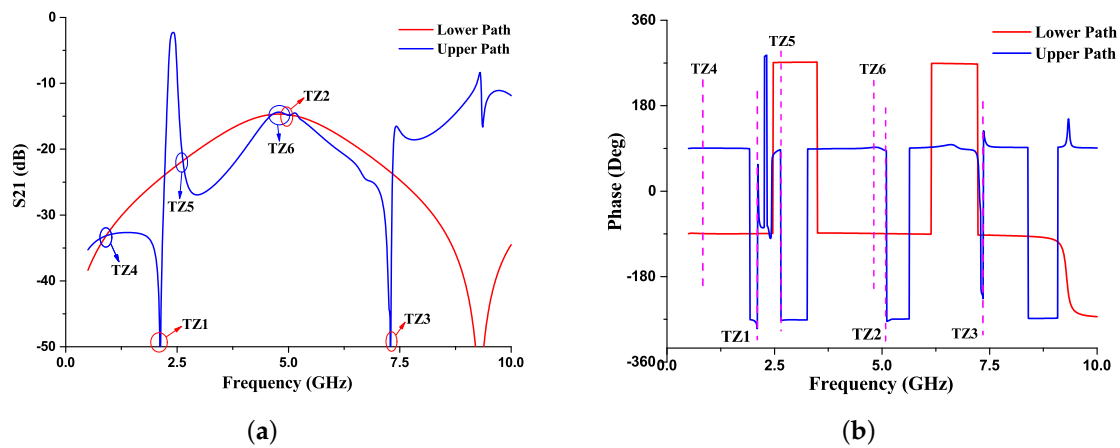 0
-10
-20
-30
-40
-50
S21 (dB)
0.0
2.5
5.0
7.5
10.0
Frequency (GHz)
Lower Path
Upper Path
TZ2
TZ6
TZ5
TZ4
TZ1
TZ3
(a)
360
180
0
-180
-360
Phase (Deg)
0.0
2.5
5.0
7.5
10.0
Frequency (GHz)
Lower Path
Upper Path
TZ5
TZ4
TZ6
TZ1
TZ2
TZ3
(b)